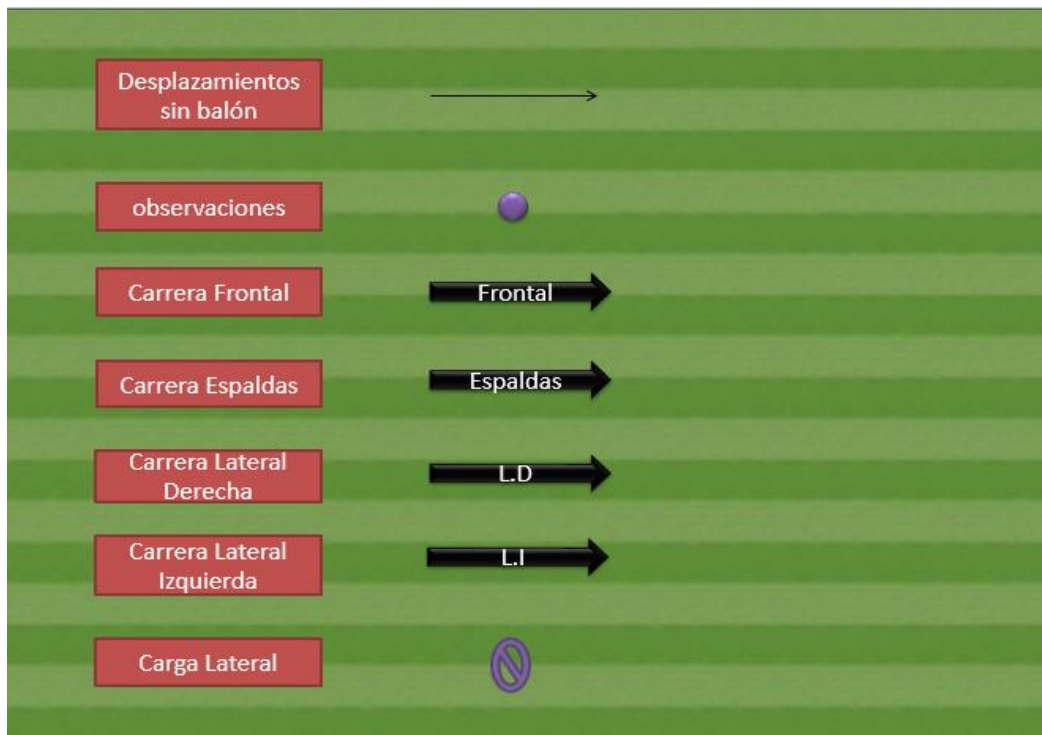 Desplazamientos
sin balón
observaciones
Carrera Frontal
Frontal
Carrera Espaldas
Espaldas
Carrera Lateral
Derecha
L.D
Carrera Lateral
Izquierda
L.I
Carga Lateral